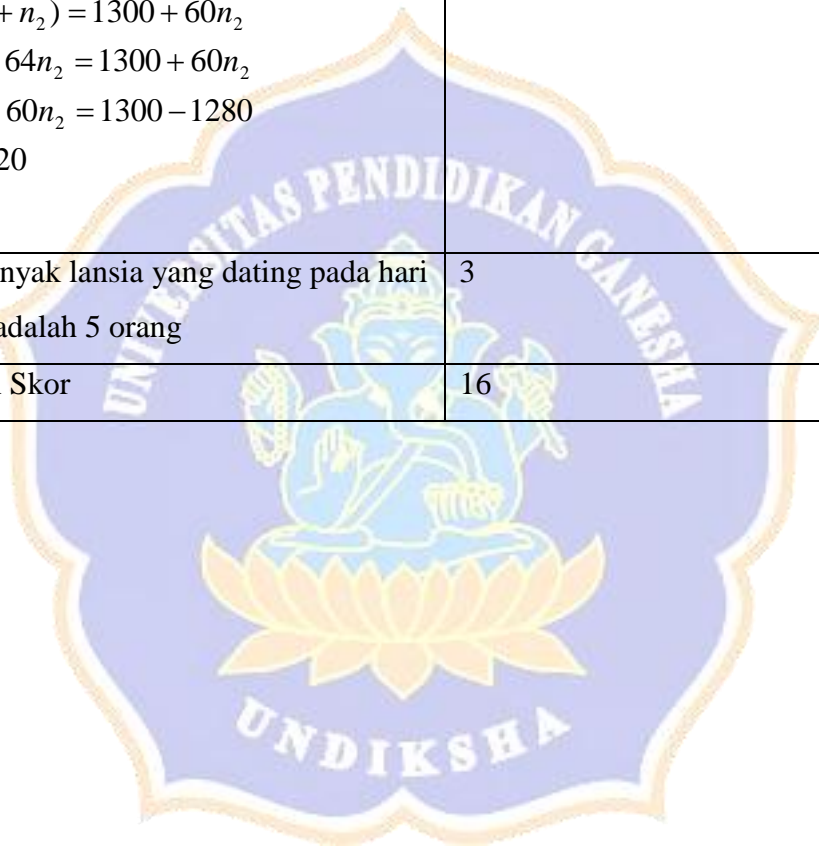 + n₂) = 1300 + 60n₂
64n₂ = 1300 + 60n₂
60n₂ = 1300 − 1280
20
nyak lansia yang dating pada hari 3
adalah 5 orang
Skor 16
UNIVERSITAS PENDIDIKAN GANESHA
UNDIKSHA